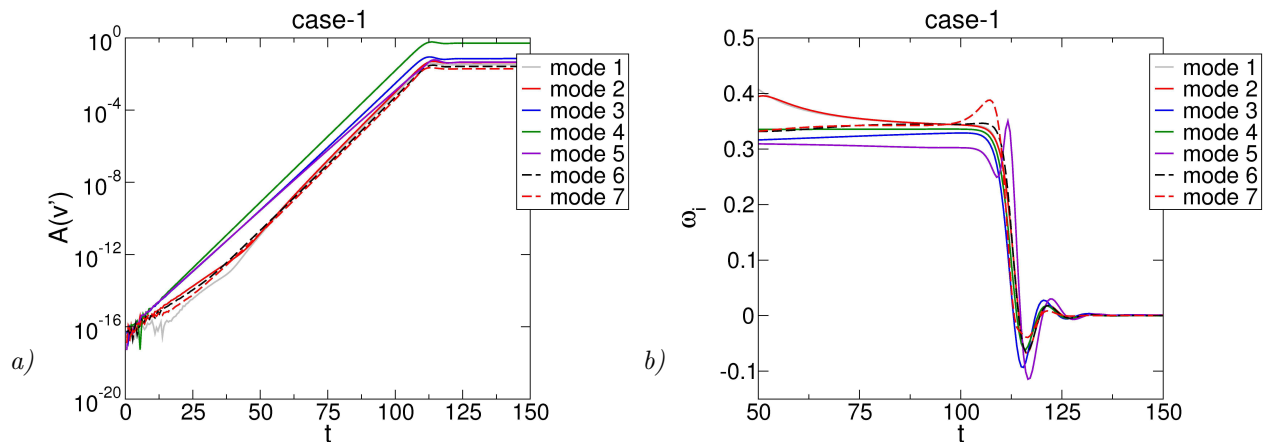 case-1
10^0
10^-4
10^-8
10^-12
10^-16
10^-20
A(v')
0 25 50 75 100 125 150
t
mode 1
mode 2
mode 3
mode 4
mode 5
mode 6
mode 7
a)
case-1
0.5
0.4
0.3
0.2
0.1
0
-0.1
ω_i
50 75 100 125 150
t
mode 1
mode 2
mode 3
mode 4
mode 5
mode 6
mode 7
b)